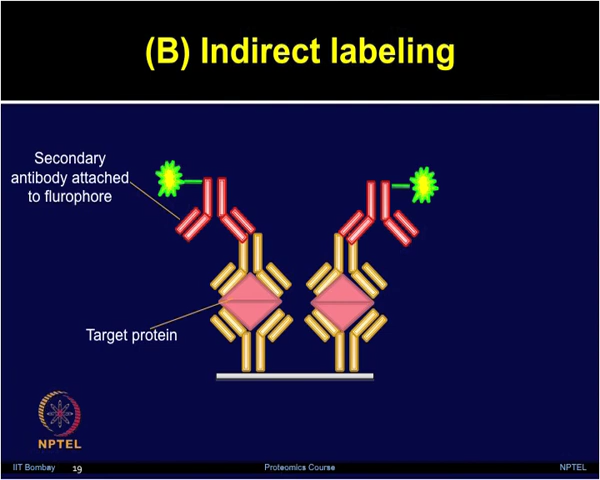 (B) Indirect labeling
Secondary
antibody attached
to flurophore
Target protein
NPTEL
IIT Bombay
19
Proteomics Course
NPTEL